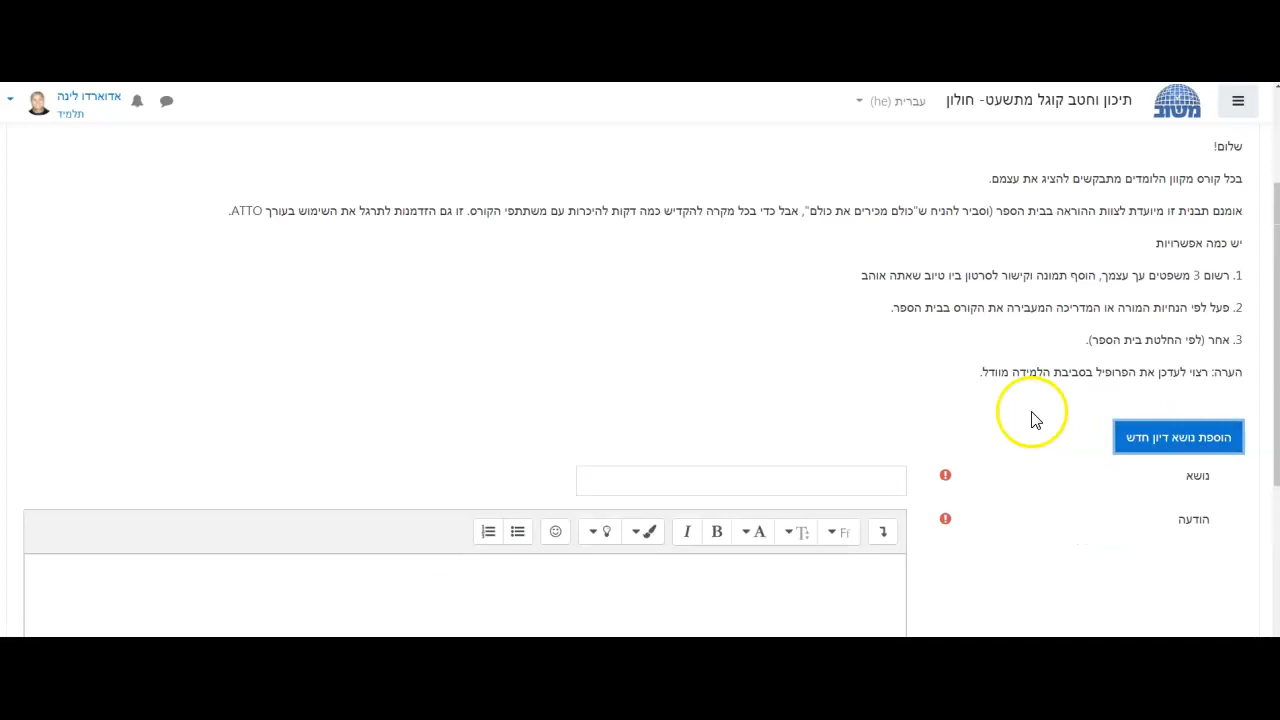 תיכון וחטב קוגל מתשעט- חולון
עברית ‎(he)‎
אדוארדו לינה
תלמיד
משוב
שלום!
בכל קורס מקוון הלומדים מתבקשים להציג את עצמם.
אומנם תבנית זו מיועדת לצוות ההוראה בבית הספר (וסביר להניח ש"כולם מכירים את כולם", אבל כדי בכל מקרה להקדיש כמה דקות להיכרות עם משתתפי הקורס. זו גם הזדמנות לתרגל את השימוש בעורך ATTO.
יש כמה אפשרויות
1. רשום 3 משפטים עך עצמך, הוסף תמונה וקישור לסרטון ביו טיוב שאתה אוהב
2. פעל לפי הנחיות המורה או המדריכה המעבירה את הקורס בבית הספר.
3. אחר (לפי החלטת בית הספר).
הערה: רצוי לעדכן את הפרופיל בסביבת הלמידה מוודל.
הוספת נושא דיון חדש
נושא
הודעה
Ff T A B I